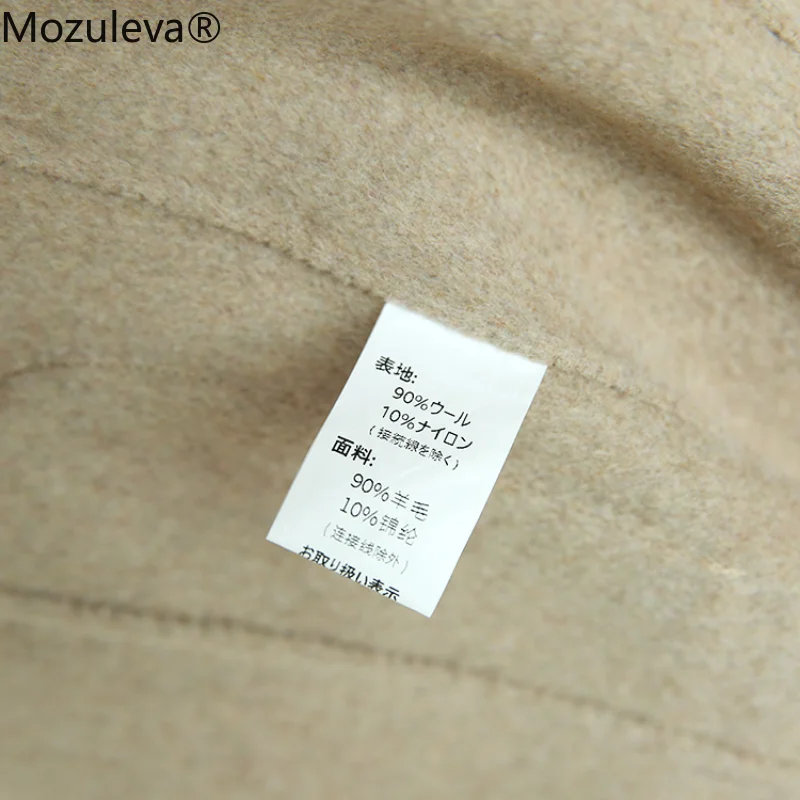 Mozuleva®
表地:
90%ウール
10%ナイロン
(接続線を除く)
面料:
90%羊毛
10%锦纶
(连接线除外)
お取り扱い表示